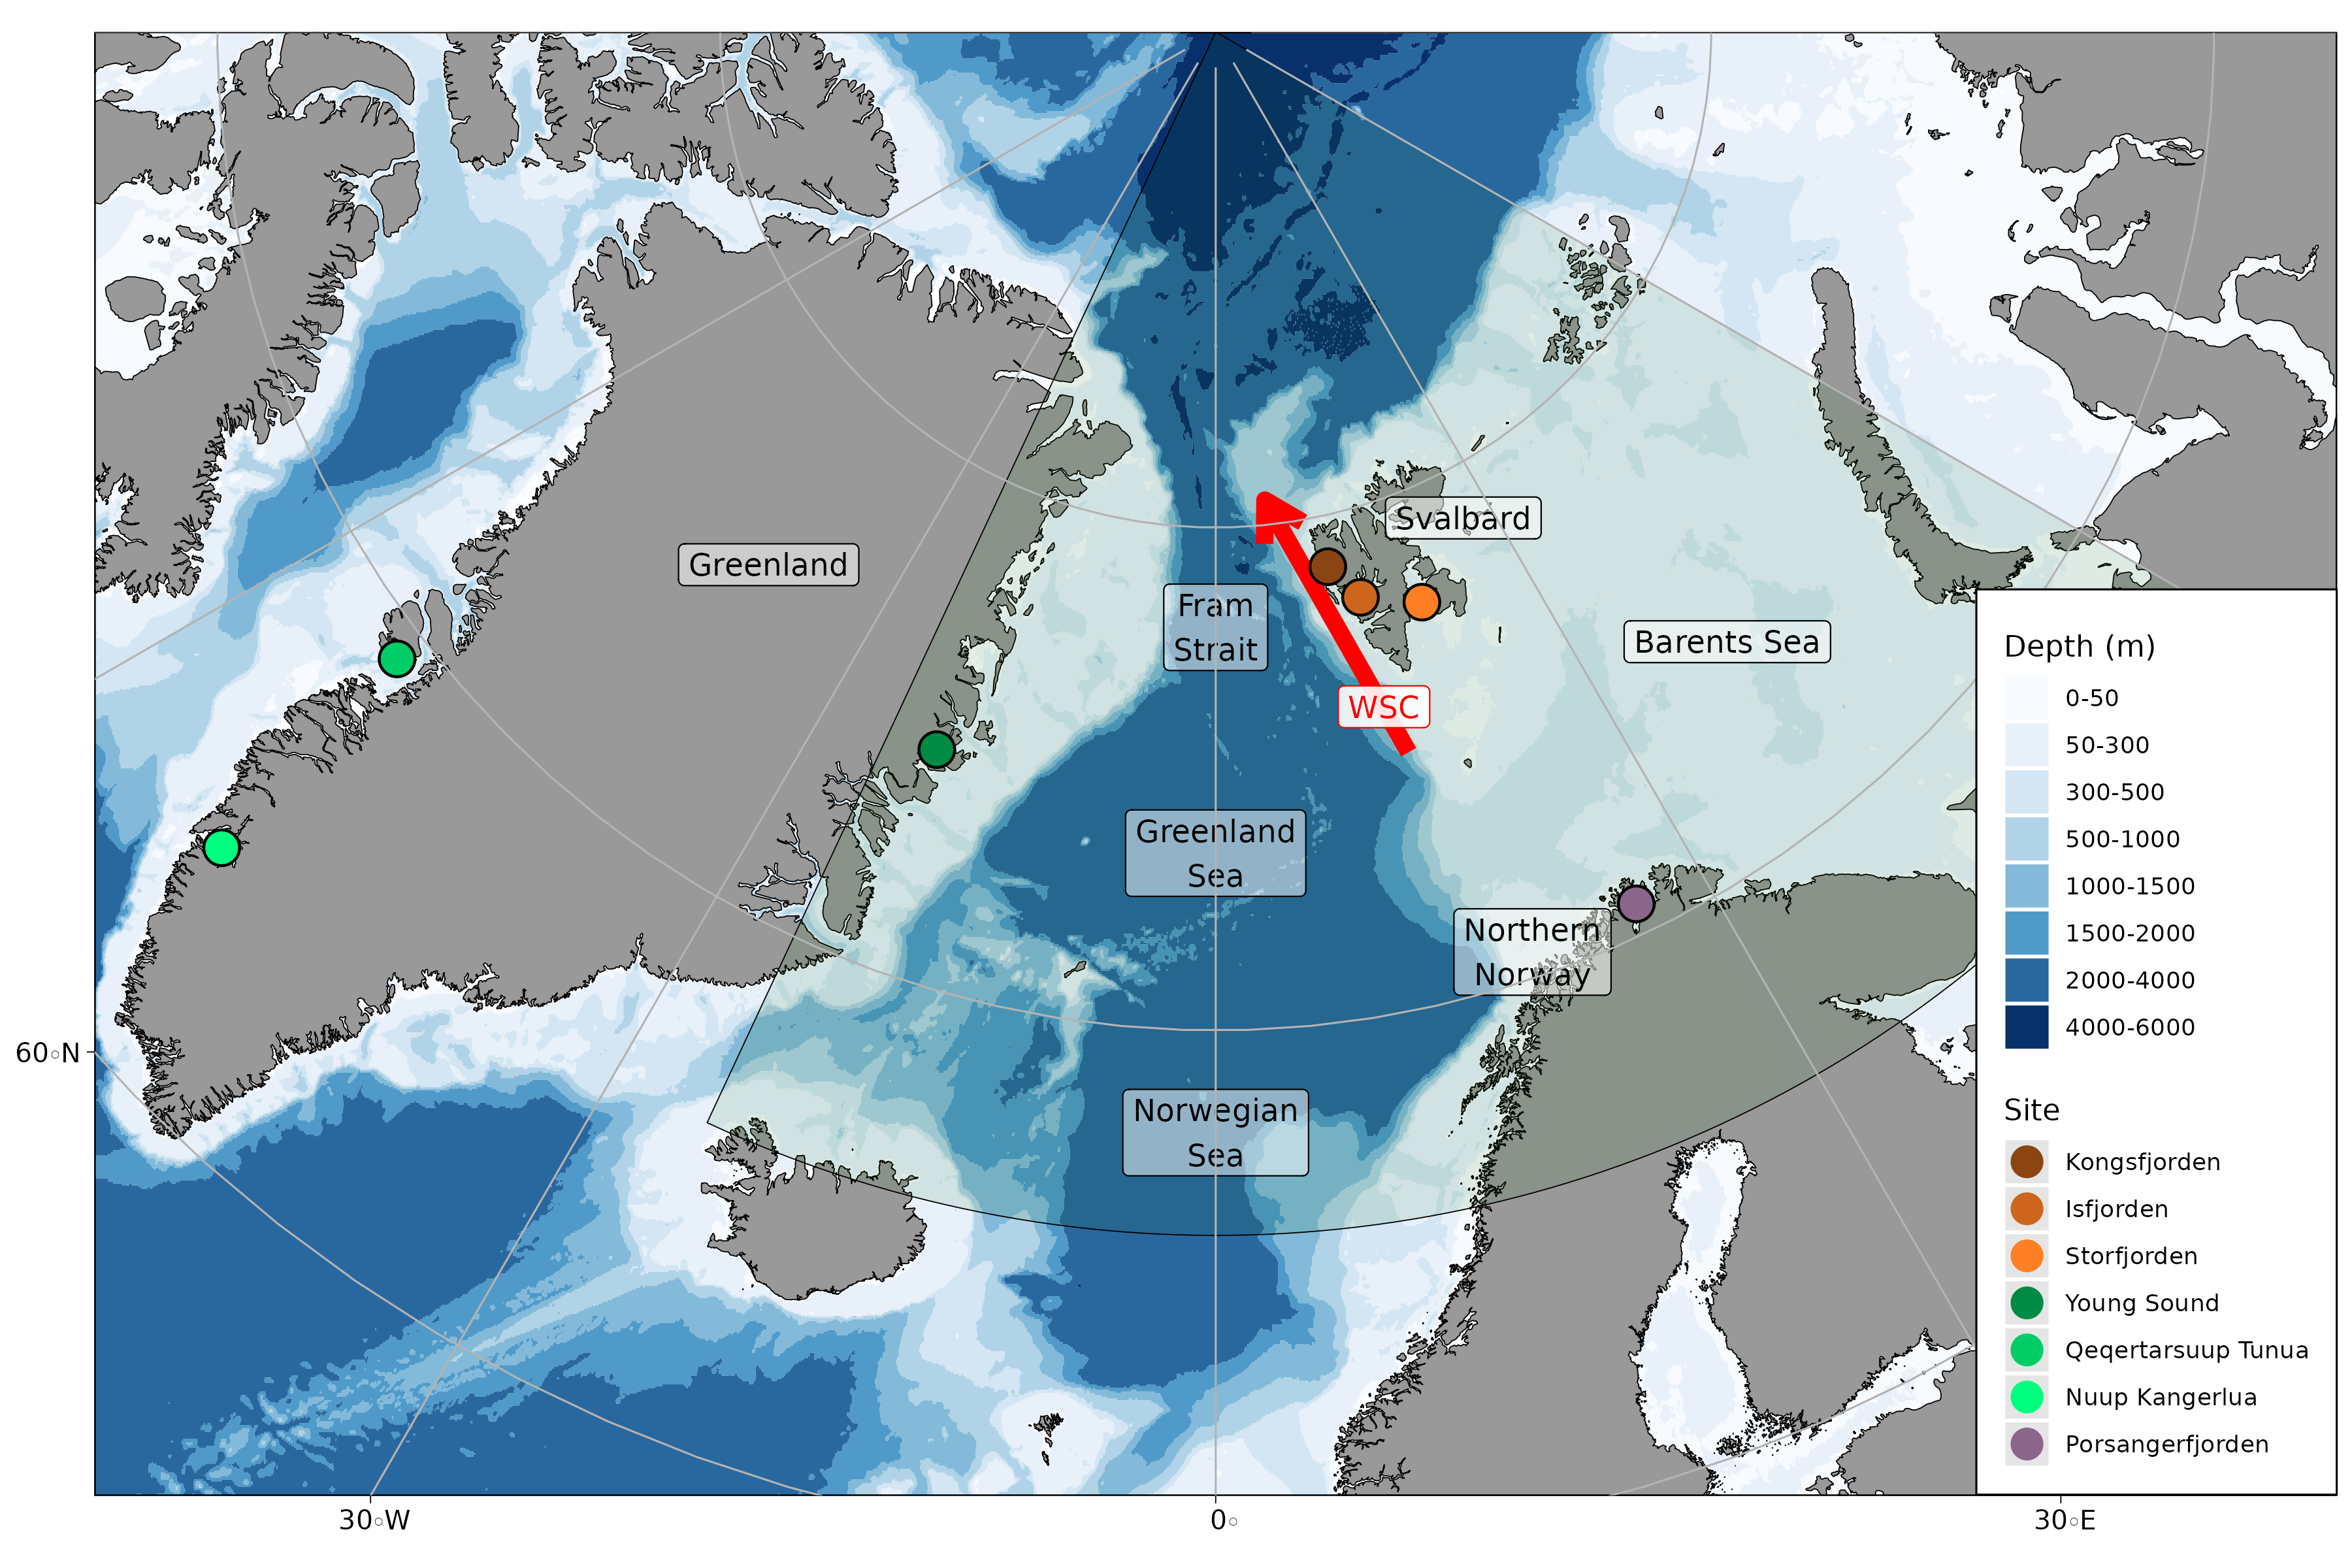 Svalbard
Greenland
Fram
Strait
Barents Sea
WSC
Greenland
Sea
Northern
Norway
Norwegian
Sea
60°N
30°W
0°
30°E
Depth (m)
0-50
50-300
300-500
500-1000
1000-1500
1500-2000
2000-4000
4000-6000
Site
Kongsfjorden
Isfjorden
Storfjorden
Young Sound
Qeqertarsuup Tunua
Nuup Kangerlua
Porsangerfjorden